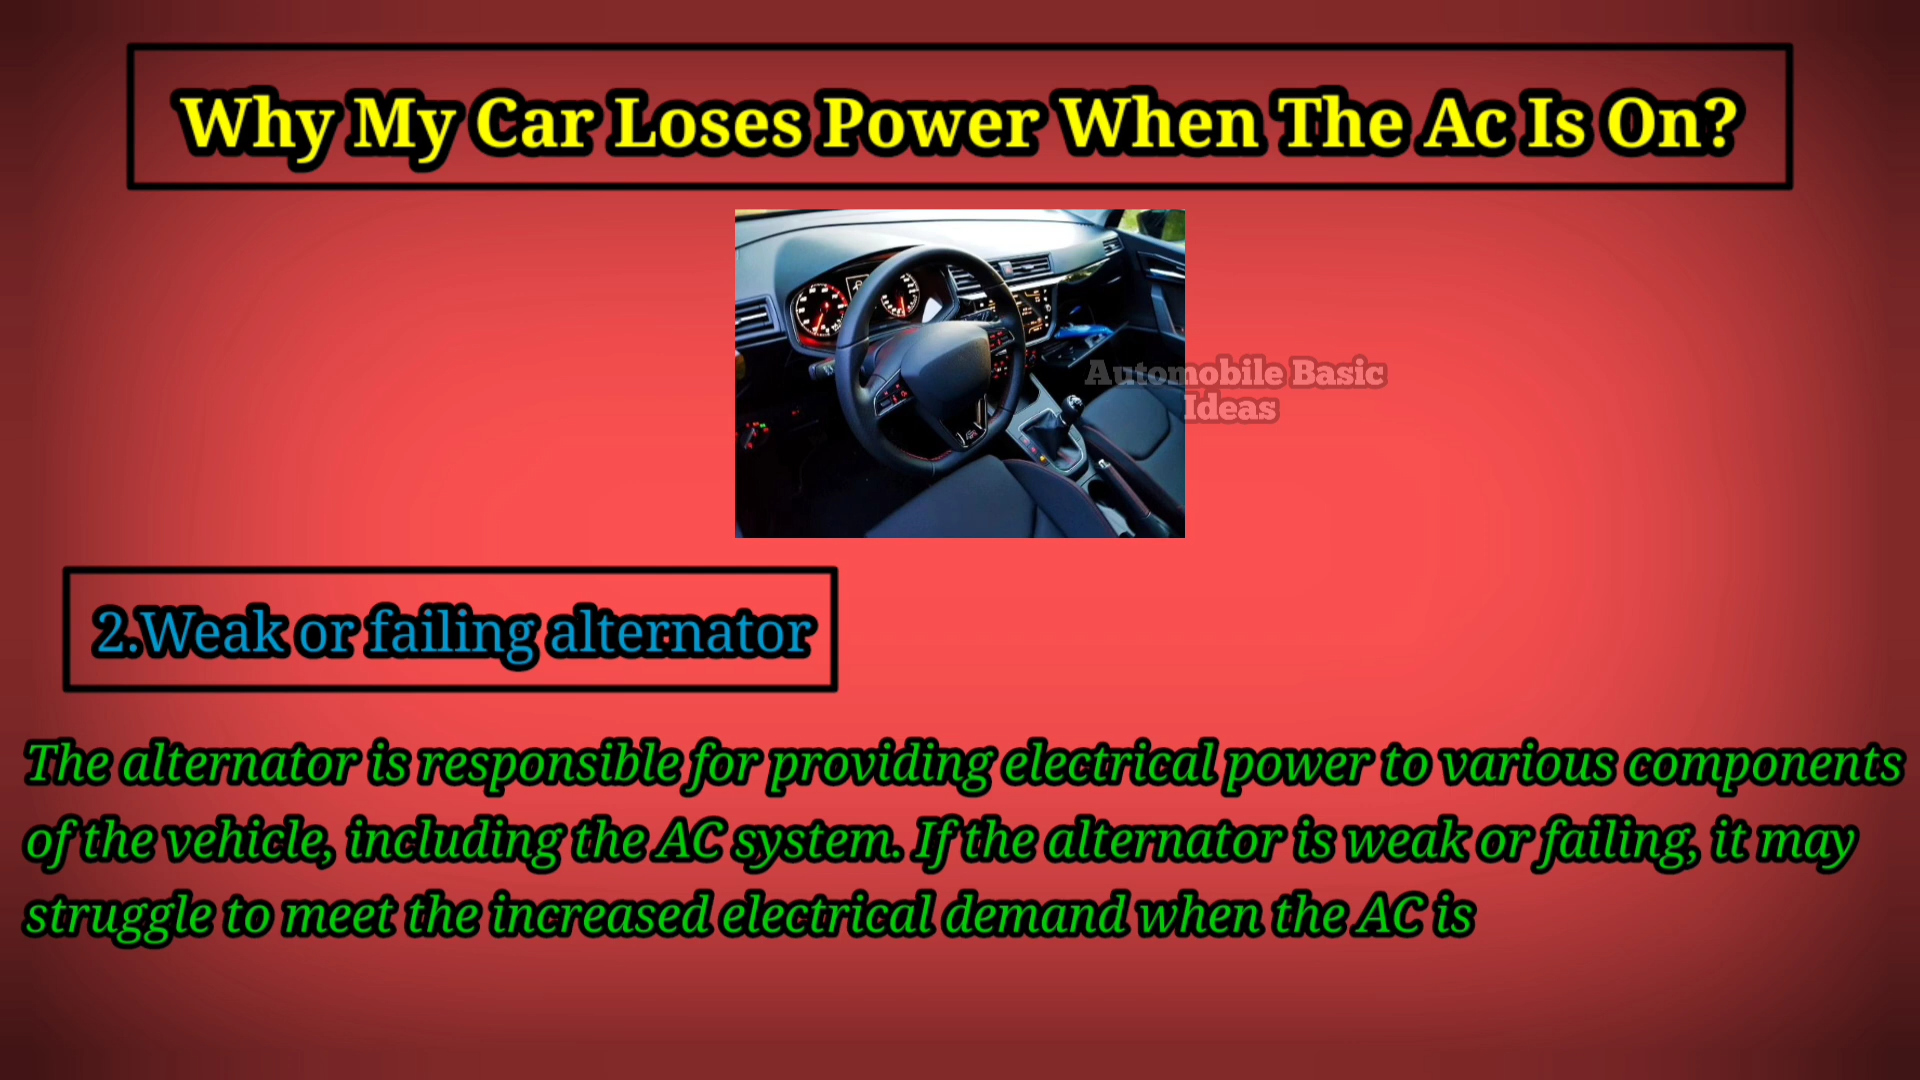 Why My Car Loses Power When The Ac Is On?
Automobile Basic
Ideas
2.Weak or failing alternator
The alternator is responsible for providing electrical power to various components
of the vehicle, including the AC system. If the alternator is weak or failing, it may
struggle to meet the increased electrical demand when the AC is